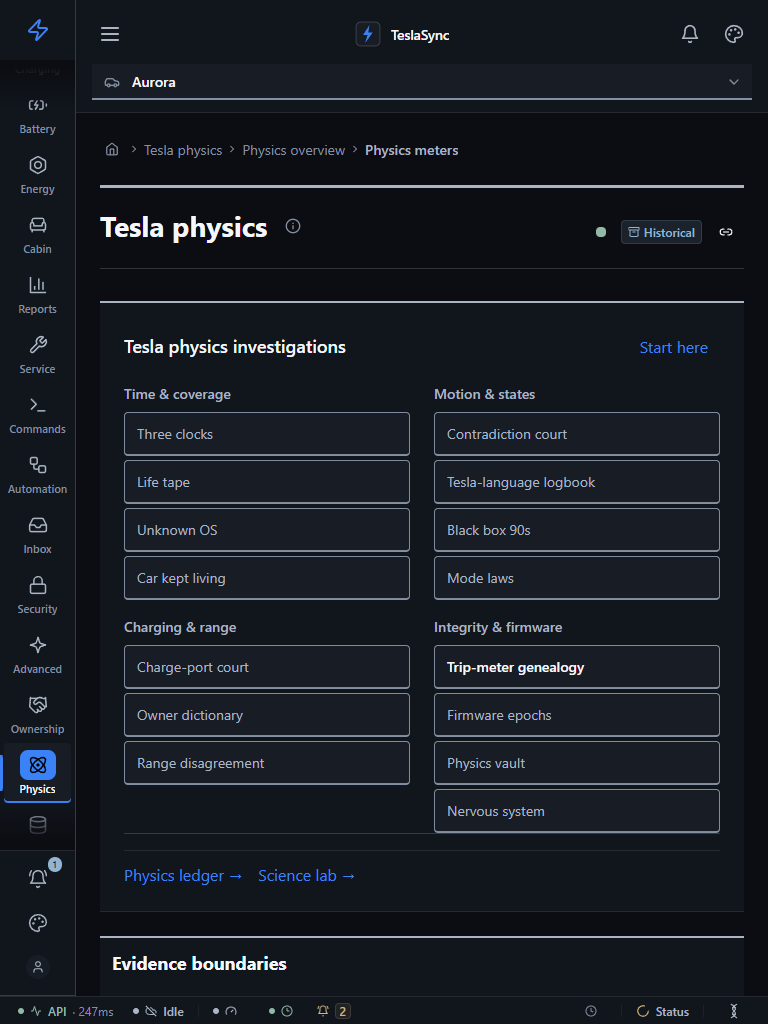 TeslaSync
Aurora
Charging
Battery
Energy
Cabin
Reports
Service
Commands
Automation
Inbox
Security
Advanced
Ownership
Physics
1
Tesla physics > Physics overview > Physics meters
Tesla physics
Historical
Tesla physics investigations
Start here
Time & coverage
Three clocks
Life tape
Unknown OS
Car kept living
Motion & states
Contradiction court
Tesla-language logbook
Black box 90s
Mode laws
Charging & range
Charge-port court
Owner dictionary
Range disagreement
Integrity & firmware
Trip-meter genealogy
Firmware epochs
Physics vault
Nervous system
Physics ledger → Science lab →
Evidence boundaries
API · 247ms Idle 2 Status